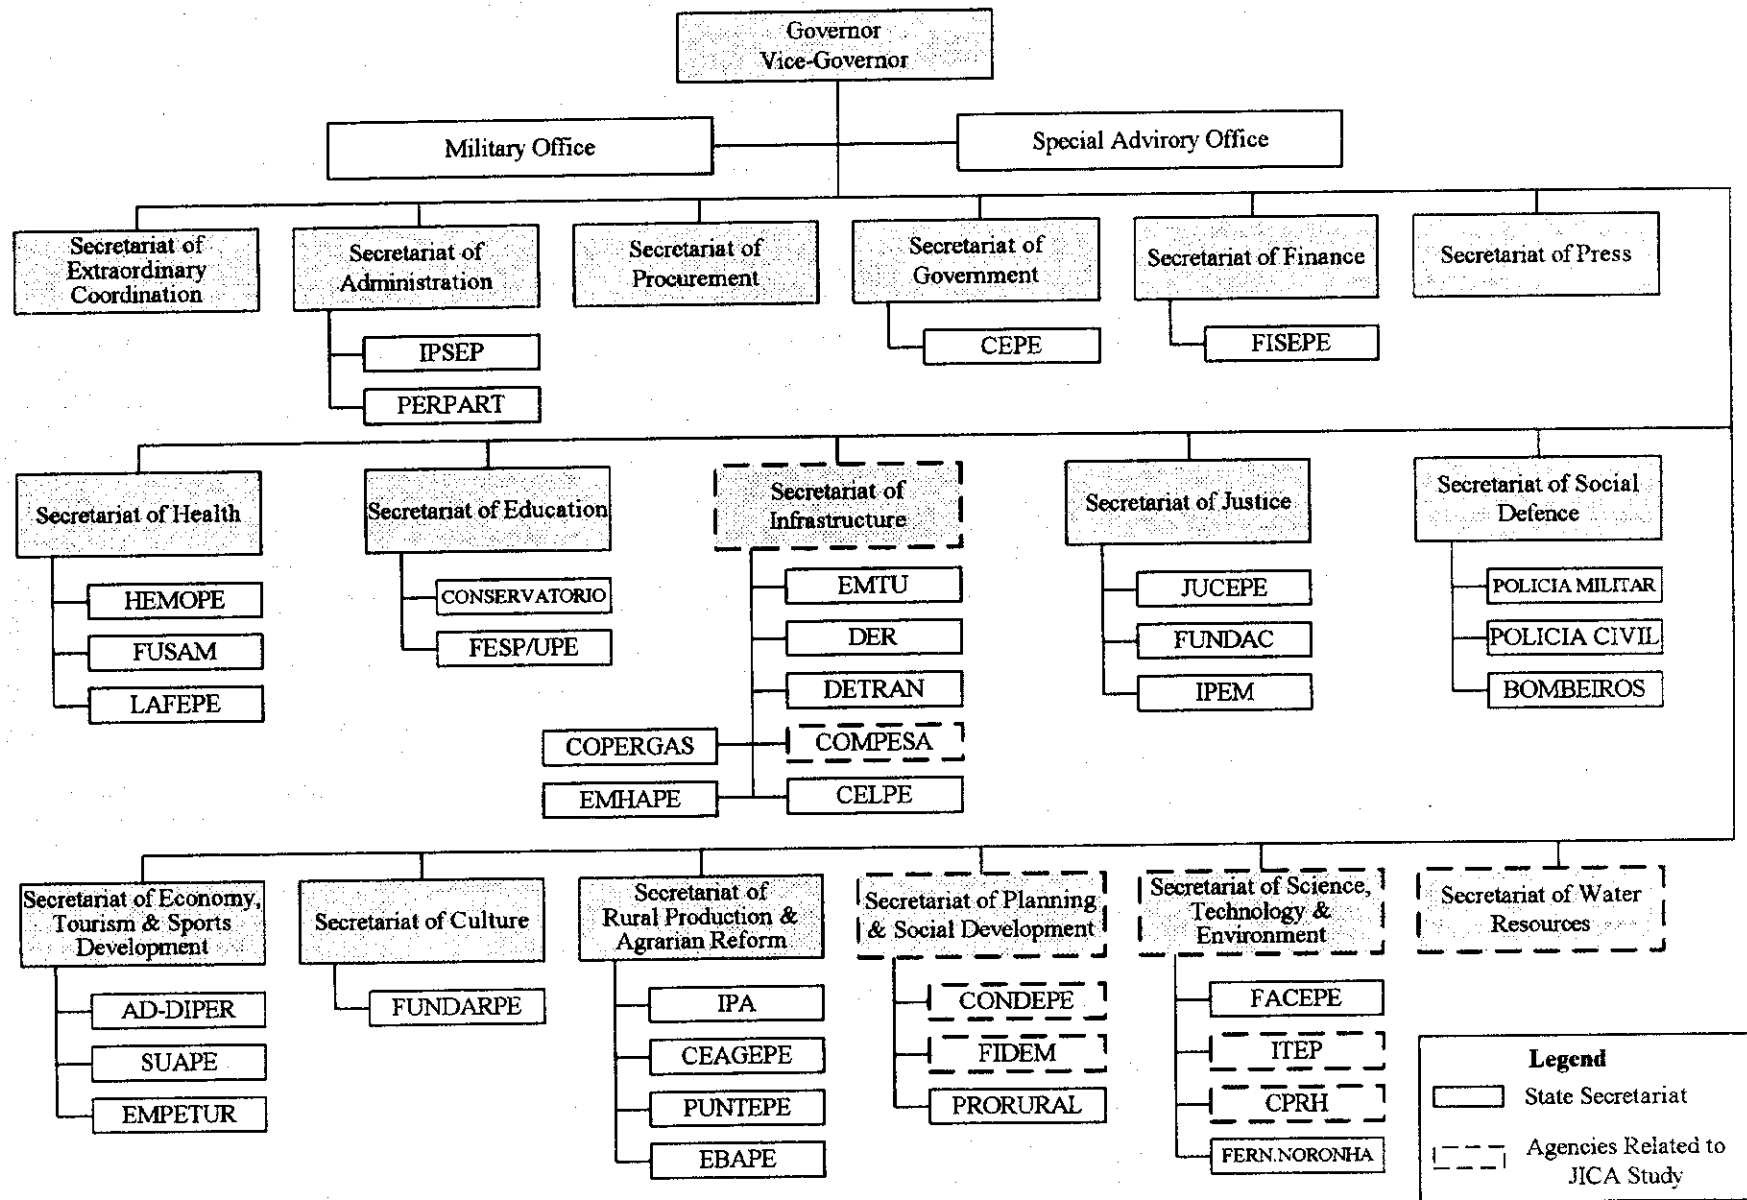 Governor
Vice-Governor
Military Office
Special Advirory Office
Secretariat of
Extraordinary
Coordination
Secretariat of
Administration
Secretariat of
Procurement
Secretariat of
Government
Secretariat of Finance
Secretariat of Press
IPSEP
CEPE
FISEPE
PERPART
Secretariat of Health
Secretariat of Education
Secretariat of
Infrastructure
Secretariat of Justice
Secretariat of Social
Defence
HEMOPE
FUSAM
LAFEPE
CONSERVATORIO
FESP/UPE
EMTU
DER
DETRAN
COPERGAS
COMPESA
EMHAPE
CELPE
JUCEPE
FUNDAC
IPEM
POLICIA MILITAR
POLICIA CIVIL
BOMBEIROS
Secretariat of Economy,
Tourism & Sports
Development
Secretariat of Culture
Secretariat of
Rural Production &
Agrarian Reform
Secretariat of Planning
& Social Development
Secretariat of Science,
Technology &
Environment
Secretariat of Water
Resources
AD-DIPER
SUAPE
EMPETUR
FUNDARPE
IPA
CEAGEPE
PUNTEPE
EBAPE
CONDEPE
FIDEM
PRORURAL
FACEPE
ITEP
CPRH
FERN.NORONHA
Legend
State Secretariat
Agencies Related to
JICA Study